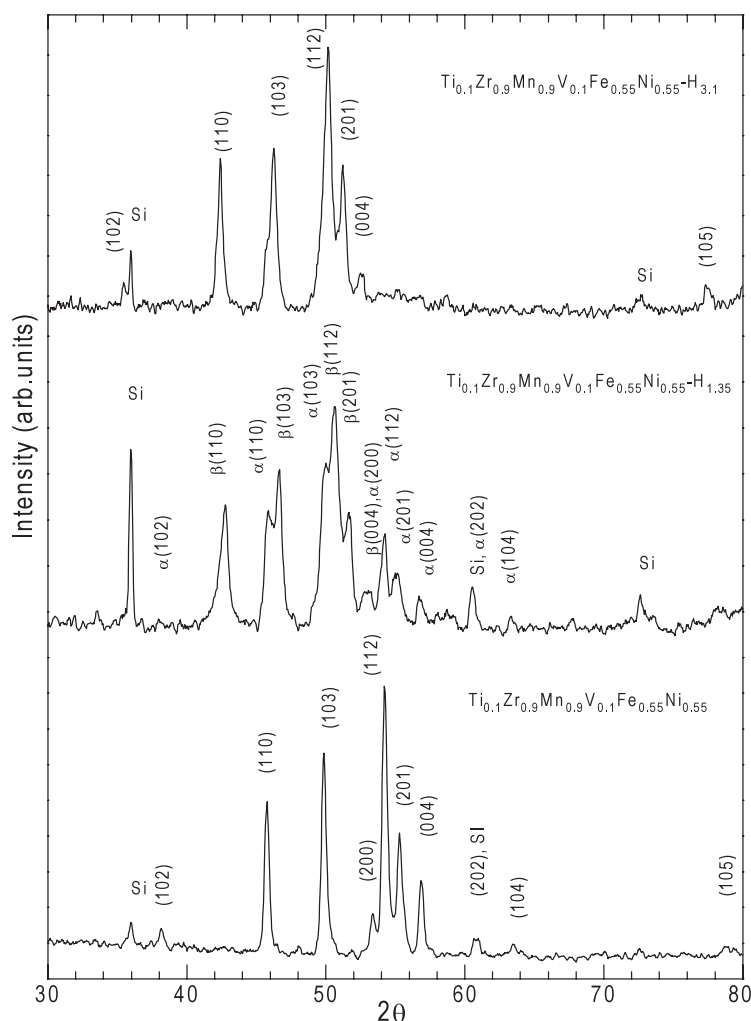 Intensity (arb.units)
Ti0.1Zr0.9Mn0.9V0.1Fe0.55Ni0.55-H3.1
(102)
Si
(110)
(103)
(112)
(201)
(004)
Si
(105)
Ti0.1Zr0.9Mn0.9V0.1Fe0.55Ni0.55-H1.35
Si
α(102)
β(110)
α(110)
β(103)
α(103)
β(112)
β(201)
β(004),α(200)
α(112)
α(201)
α(004)
Si, α(202)
α(104)
Si
Ti0.1Zr0.9Mn0.9V0.1Fe0.55Ni0.55
Si
(102)
(110)
(103)
(200)
(112)
(201)
(004)
(202), SI
(104)
(105)
30 40 50 60 70 80
2θ